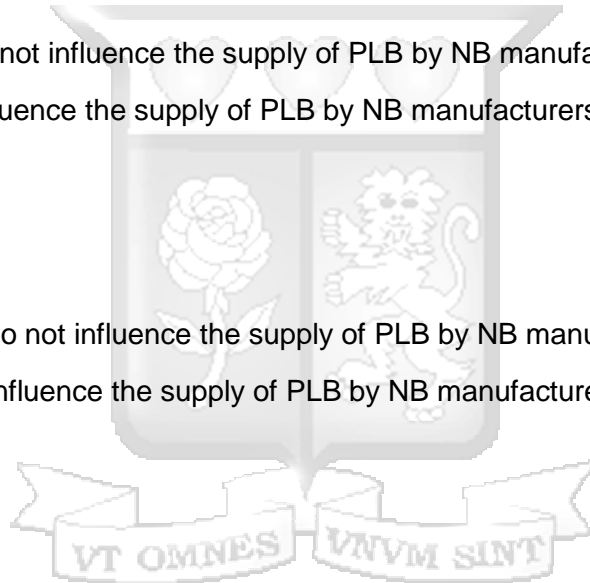 not influence the supply of PLB by NB manufa
uence the supply of PLB by NB manufacturers
o not influence the supply of PLB by NB manu
nfluence the supply of PLB by NB manufacture
VT OMNES VNVM SINT